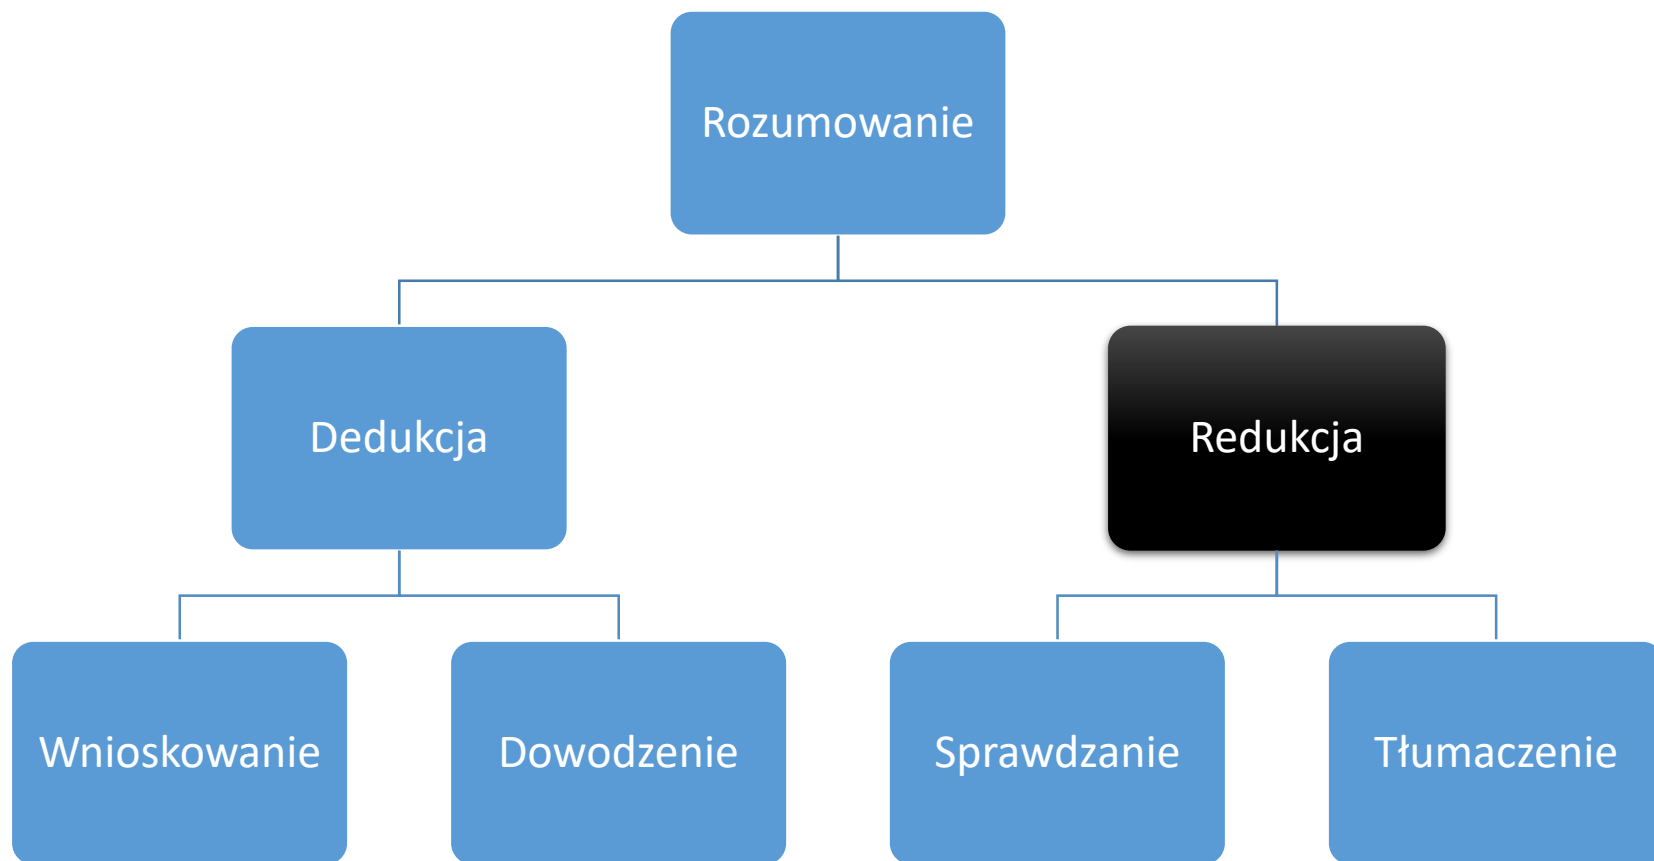 Rozumowanie
Dedukcja
Redukcja
Wnioskowanie
Dowodzenie
Sprawdzanie
Tłumaczenie